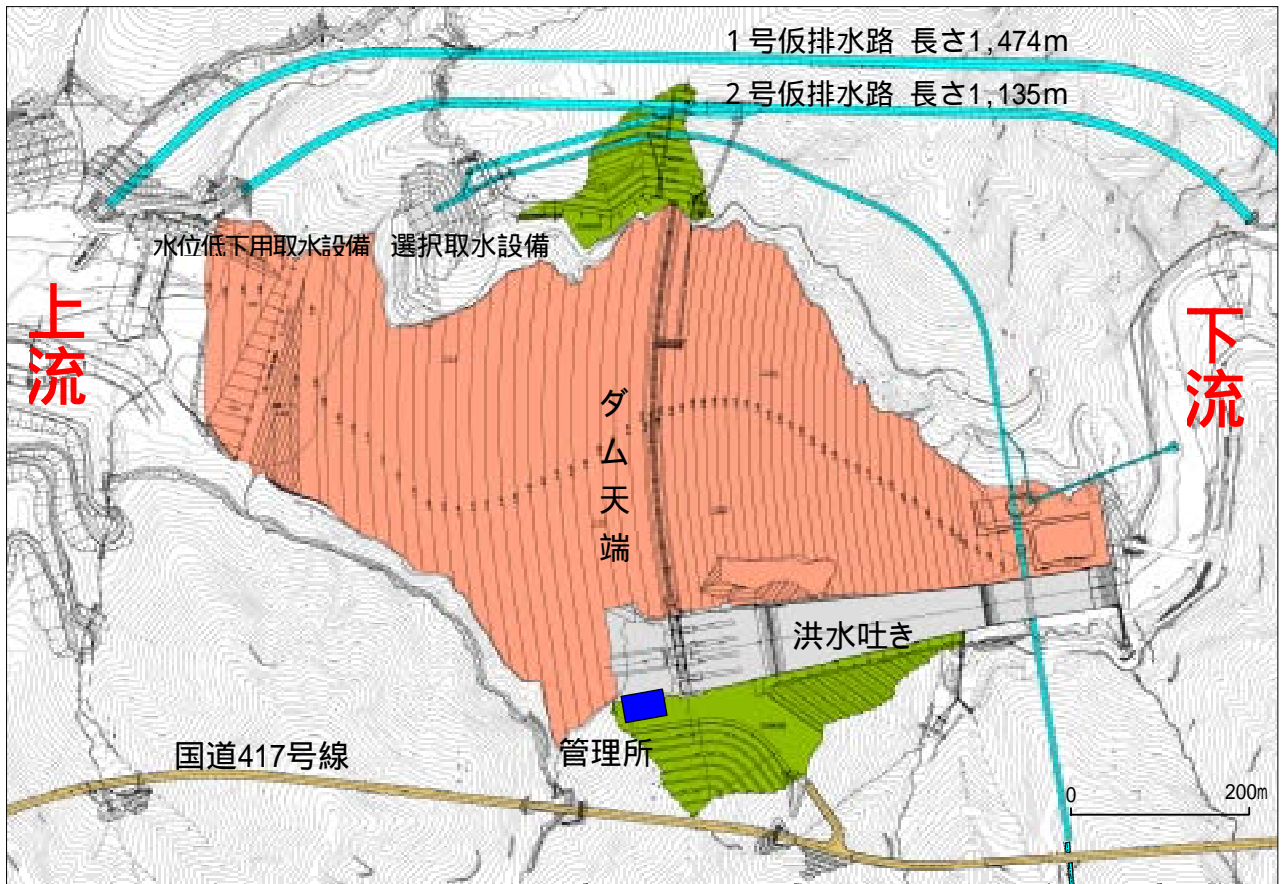 1号仮排水路 長さ1,474m
2号仮排水路 長さ1,135m
水位低下用取水設備 選択取水設備
上流
下流
ダム天端
洪水吐き
管理所
国道417号線
0 200m